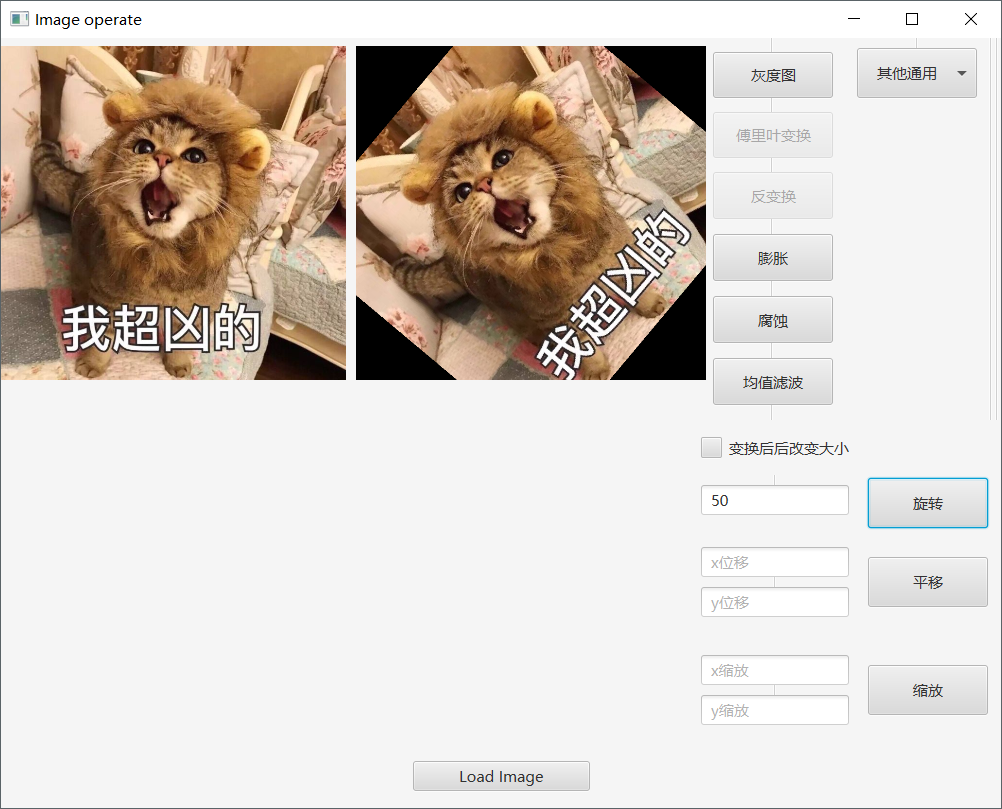 Image operate
我超凶的
我超凶的
灰度图
其他通用
傅里叶变换
反变换
膨胀
腐蚀
均值滤波
变换后后改变大小
50
旋转
x位移
平移
y位移
x缩放
缩放
y缩放
Load Image